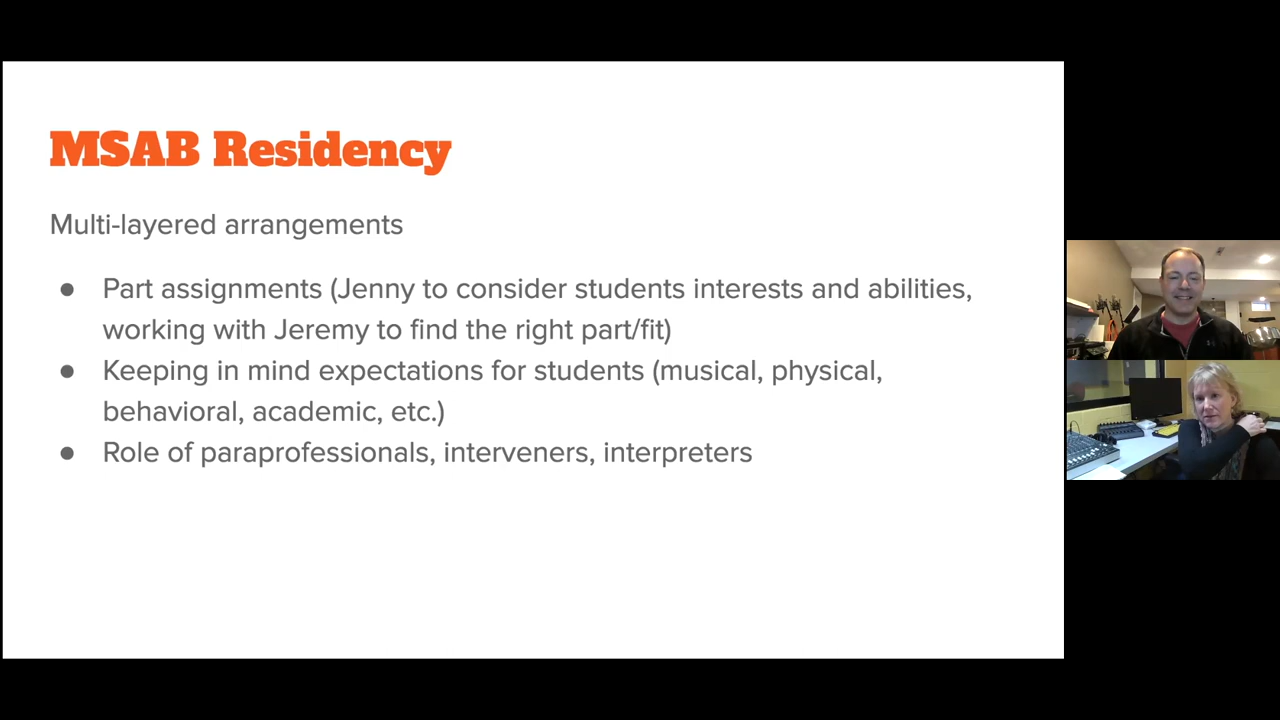 MSAB Residency
Multi-layered arrangements
● Part assignments (Jenny to consider students interests and abilities,
working with Jeremy to find the right part/fit)
● Keeping in mind expectations for students (musical, physical,
behavioral, academic, etc.)
● Role of paraprofessionals, interveners, interpreters